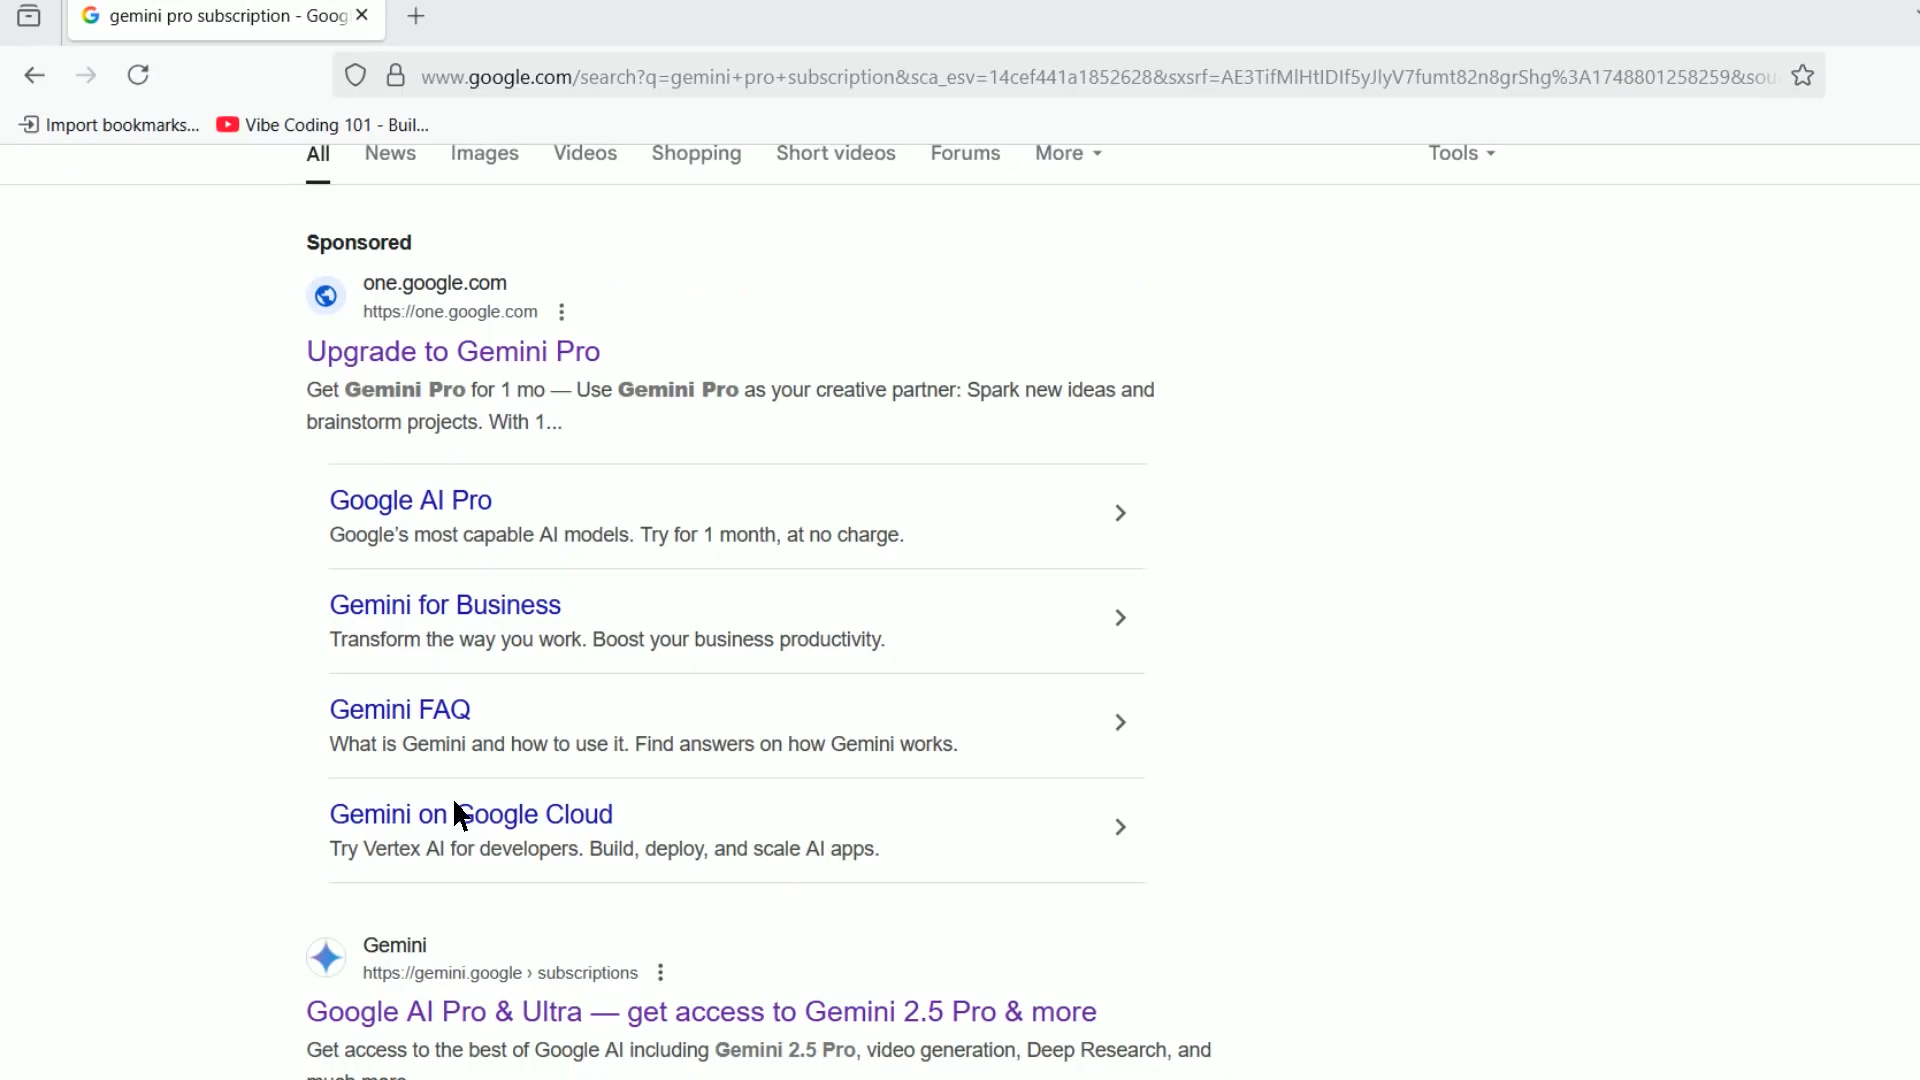 gemini pro subscription - Goog
www.google.com/search?q=gemini+pro+subscription&sca_esv=14cef441a1852628&sxsrf=AE3TifMlHtIDIf5yJlyV7fumt82n8grShg%3A1748801258259&sou
Import bookmarks...
Vibe Coding 101 - Buil...
All News Images Videos Shopping Short videos Forums More Tools
Sponsored
one.google.com
https://one.google.com
Upgrade to Gemini Pro
Get Gemini Pro for 1 mo — Use Gemini Pro as your creative partner: Spark new ideas and
brainstorm projects. With 1...
Google AI Pro
Google's most capable AI models. Try for 1 month, at no charge.
Gemini for Business
Transform the way you work. Boost your business productivity.
Gemini FAQ
What is Gemini and how to use it. Find answers on how Gemini works.
Gemini on Google Cloud
Try Vertex AI for developers. Build, deploy, and scale AI apps.
Gemini
https://gemini.google › subscriptions
Google AI Pro & Ultra — get access to Gemini 2.5 Pro & more
Get access to the best of Google AI including Gemini 2.5 Pro, video generation, Deep Research, and